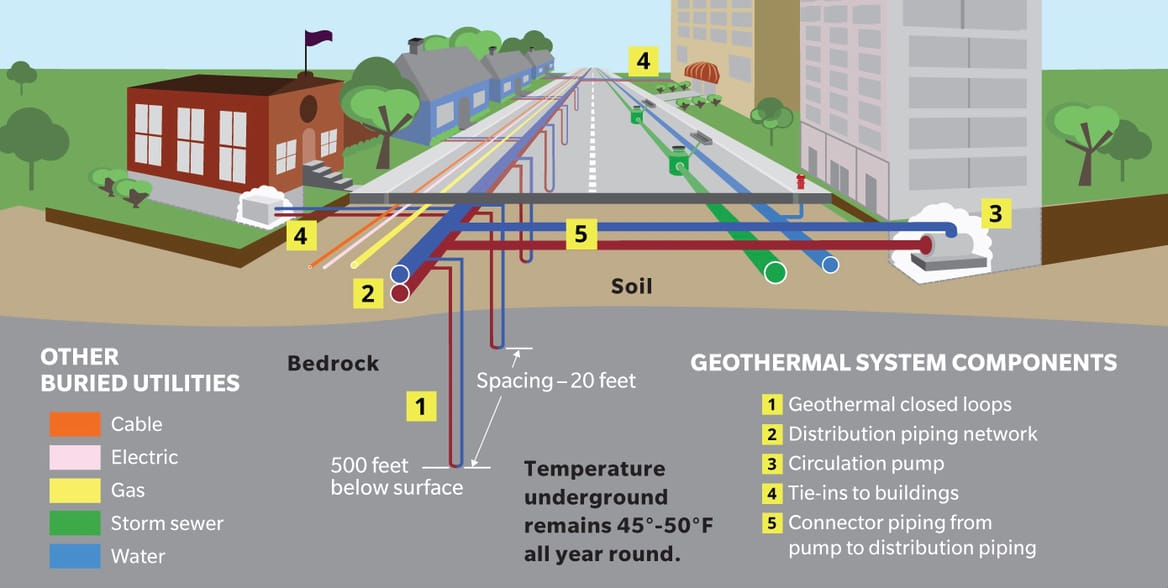 4
3
4
5
2
Soil
Bedrock
Spacing – 20 feet
1
500 feet
below surface
Temperature
underground
remains 45°-50°F
all year round.
OTHER
BURIED UTILITIES
Cable
Electric
Gas
Storm sewer
Water
GEOTHERMAL SYSTEM COMPONENTS
1 Geothermal closed loops
2 Distribution piping network
3 Circulation pump
4 Tie-ins to buildings
5 Connector piping from
pump to distribution piping